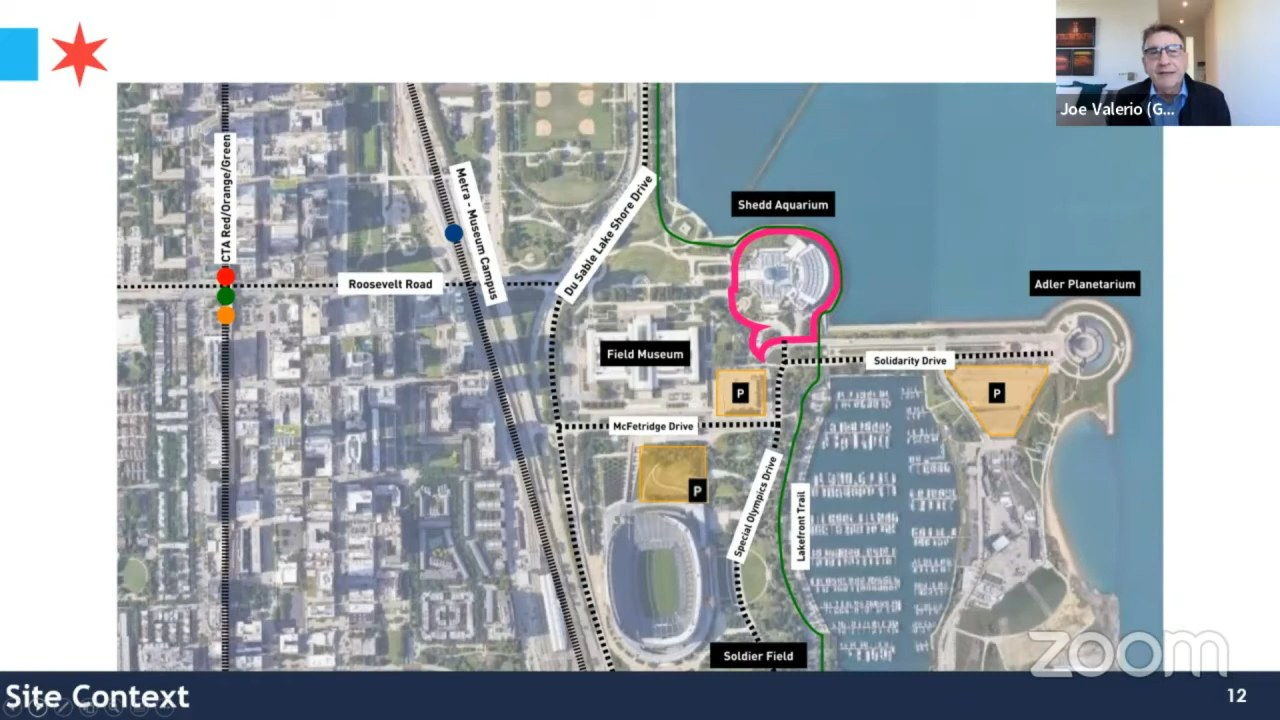 Joe Valerio (G...
CTA Red/Orange/Green
Metra - Museum Campus
Du Sable Lake Shore Drive
Shedd Aquarium
Roosevelt Road
Adler Planetarium
Field Museum
Solidarity Drive
P
P
McFetridge Drive
P
Special Olympics Drive
Lakefront Trail
Soldier Field
zoom
Site Context
12